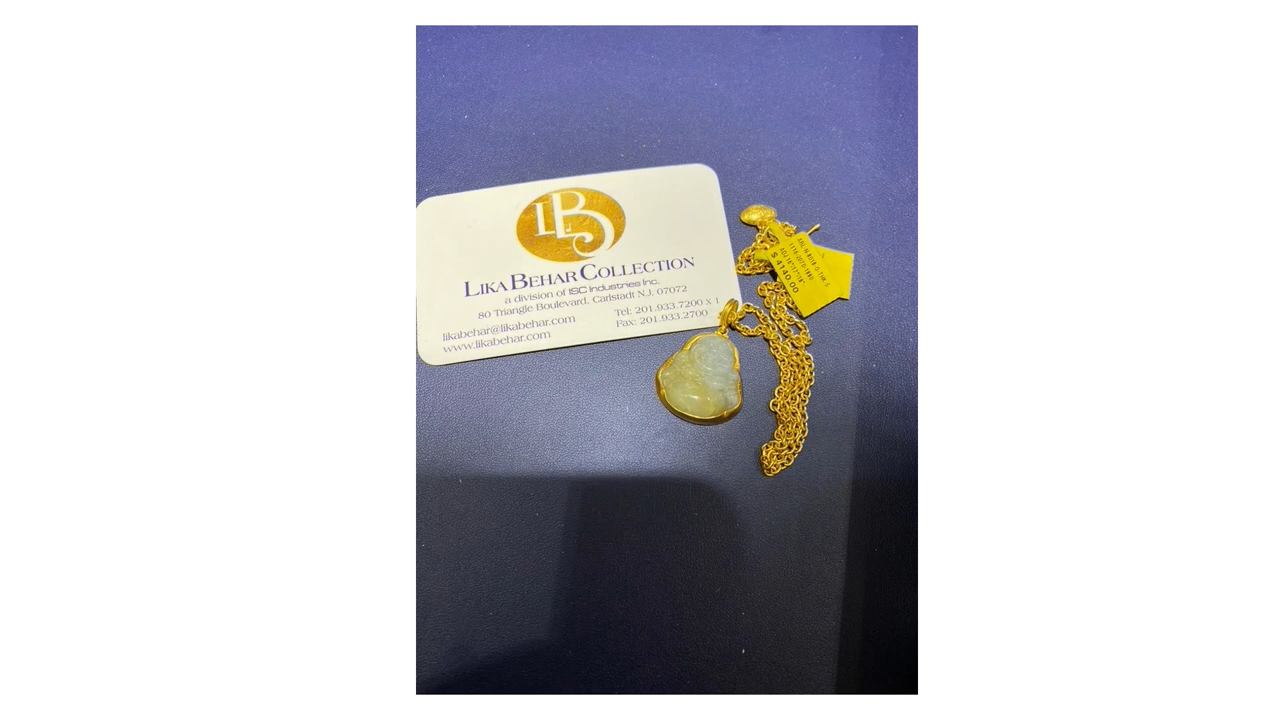 LB
LIKA BEHAR COLLECTION
a division of ISC Industries Inc.
80 Triangle Boulevard, Carlstadt N.J. 07072
likabehar@likabehar.com
Tel: 201.933.7200 x 1
www.likabehar.com
Fax: 201.933.2700
$ 4140.00